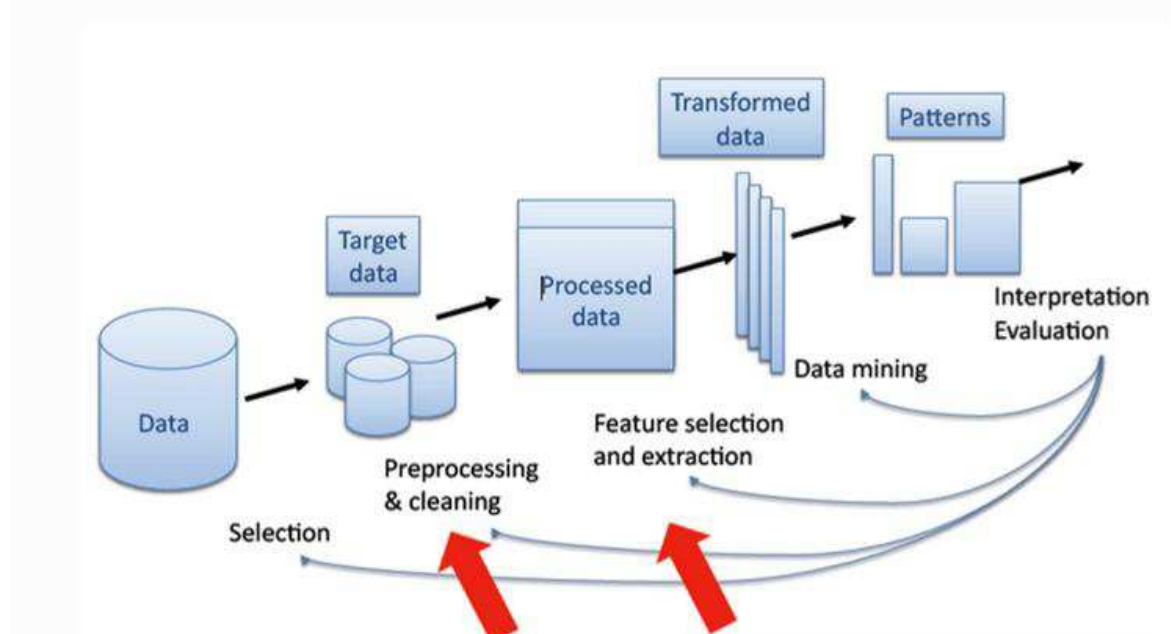 Transformed
data
Patterns
Target
data
Processed
data
Data
Interpretation
Evaluation
Data mining
Feature selection
and extraction
Preprocessing
& cleaning
Selection